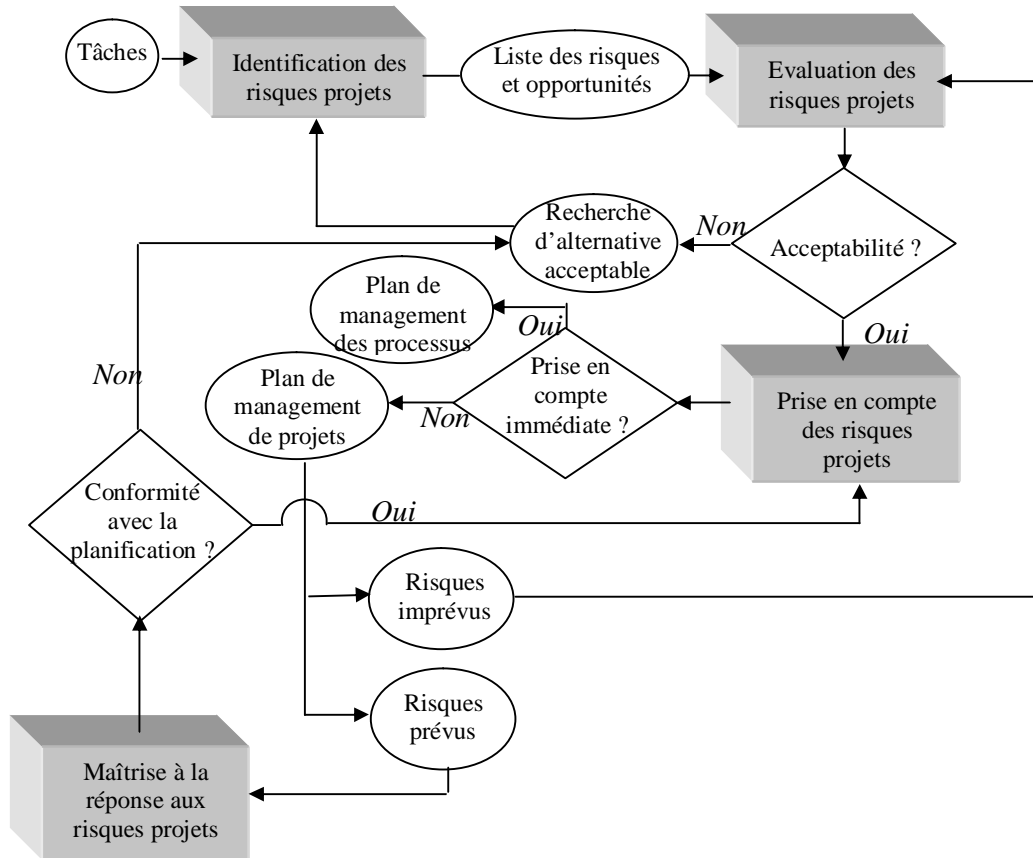 Tâches
Identification des
risques projets
Liste des risques
et opportunités
Evaluation des
risques projets
Recherche
d’alternative
acceptable
Non
Acceptabilité ?
Plan de
management
des processus
Oui
Oui
Non
Plan de
management
de projets
Non
Prise en
compte
immédiate ?
Prise en compte
des risques
projets
Conformité
avec la
planification ?
Oui
Risques
imprévus
Risques
prévus
Maîtrise à la
réponse aux
risques projets